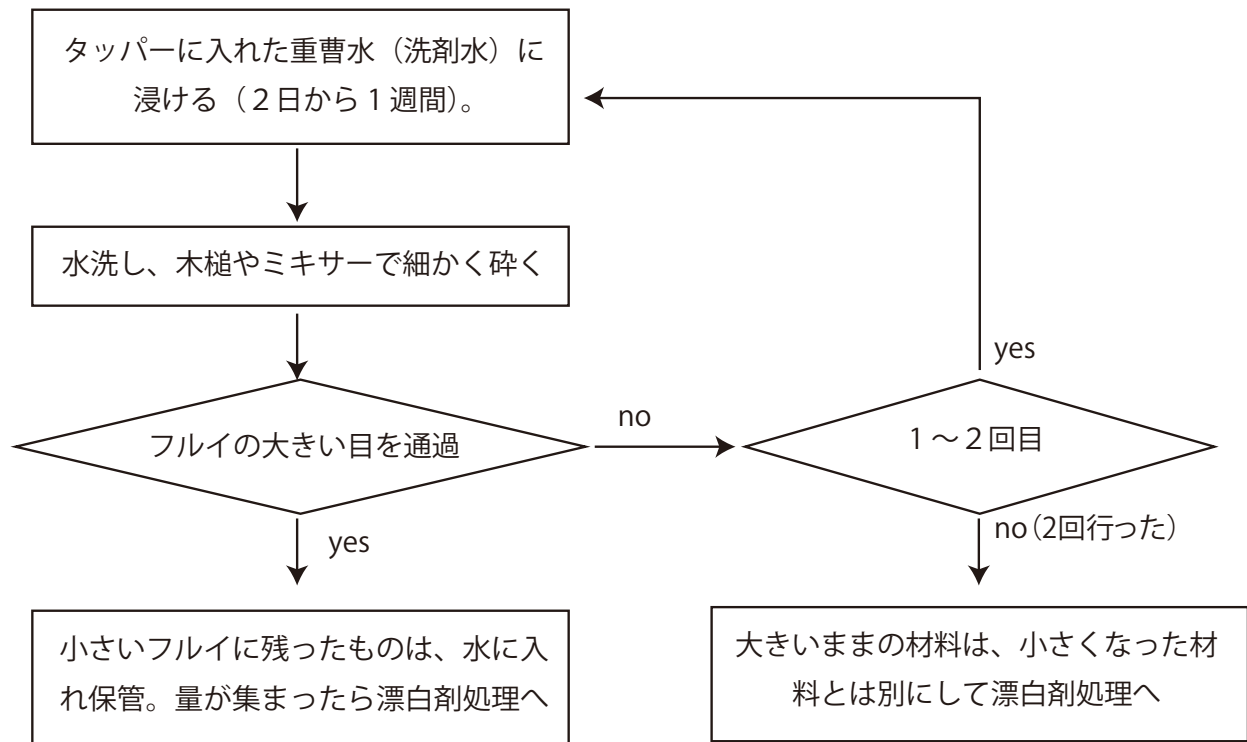 タッパーに入れた重曹水（洗剤水）に
浸ける（２日から１週間）。
水洗し、木槌やミキサーで細かく砕く
フルイの大きい目を通過
no
１～２回目
yes
yes
no（2回行った）
小さいフルイに残ったものは、水に入
れ保管。量が集まったら漂白剤処理へ
大きいままの材料は、小さくなった材
料とは別にして漂白剤処理へ